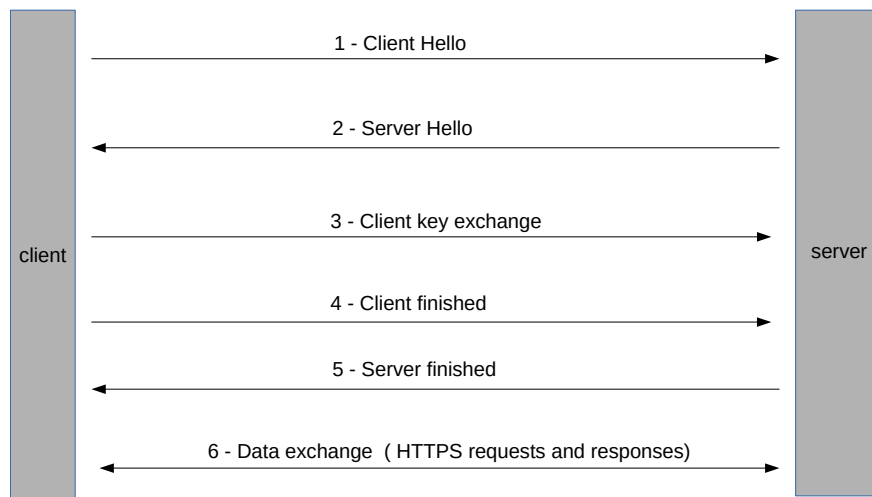 1 - Client Hello
2 - Server Hello
3 - Client key exchange
client
server
4 - Client finished
5 - Server finished
6 - Data exchange  ( HTTPS requests and responses)